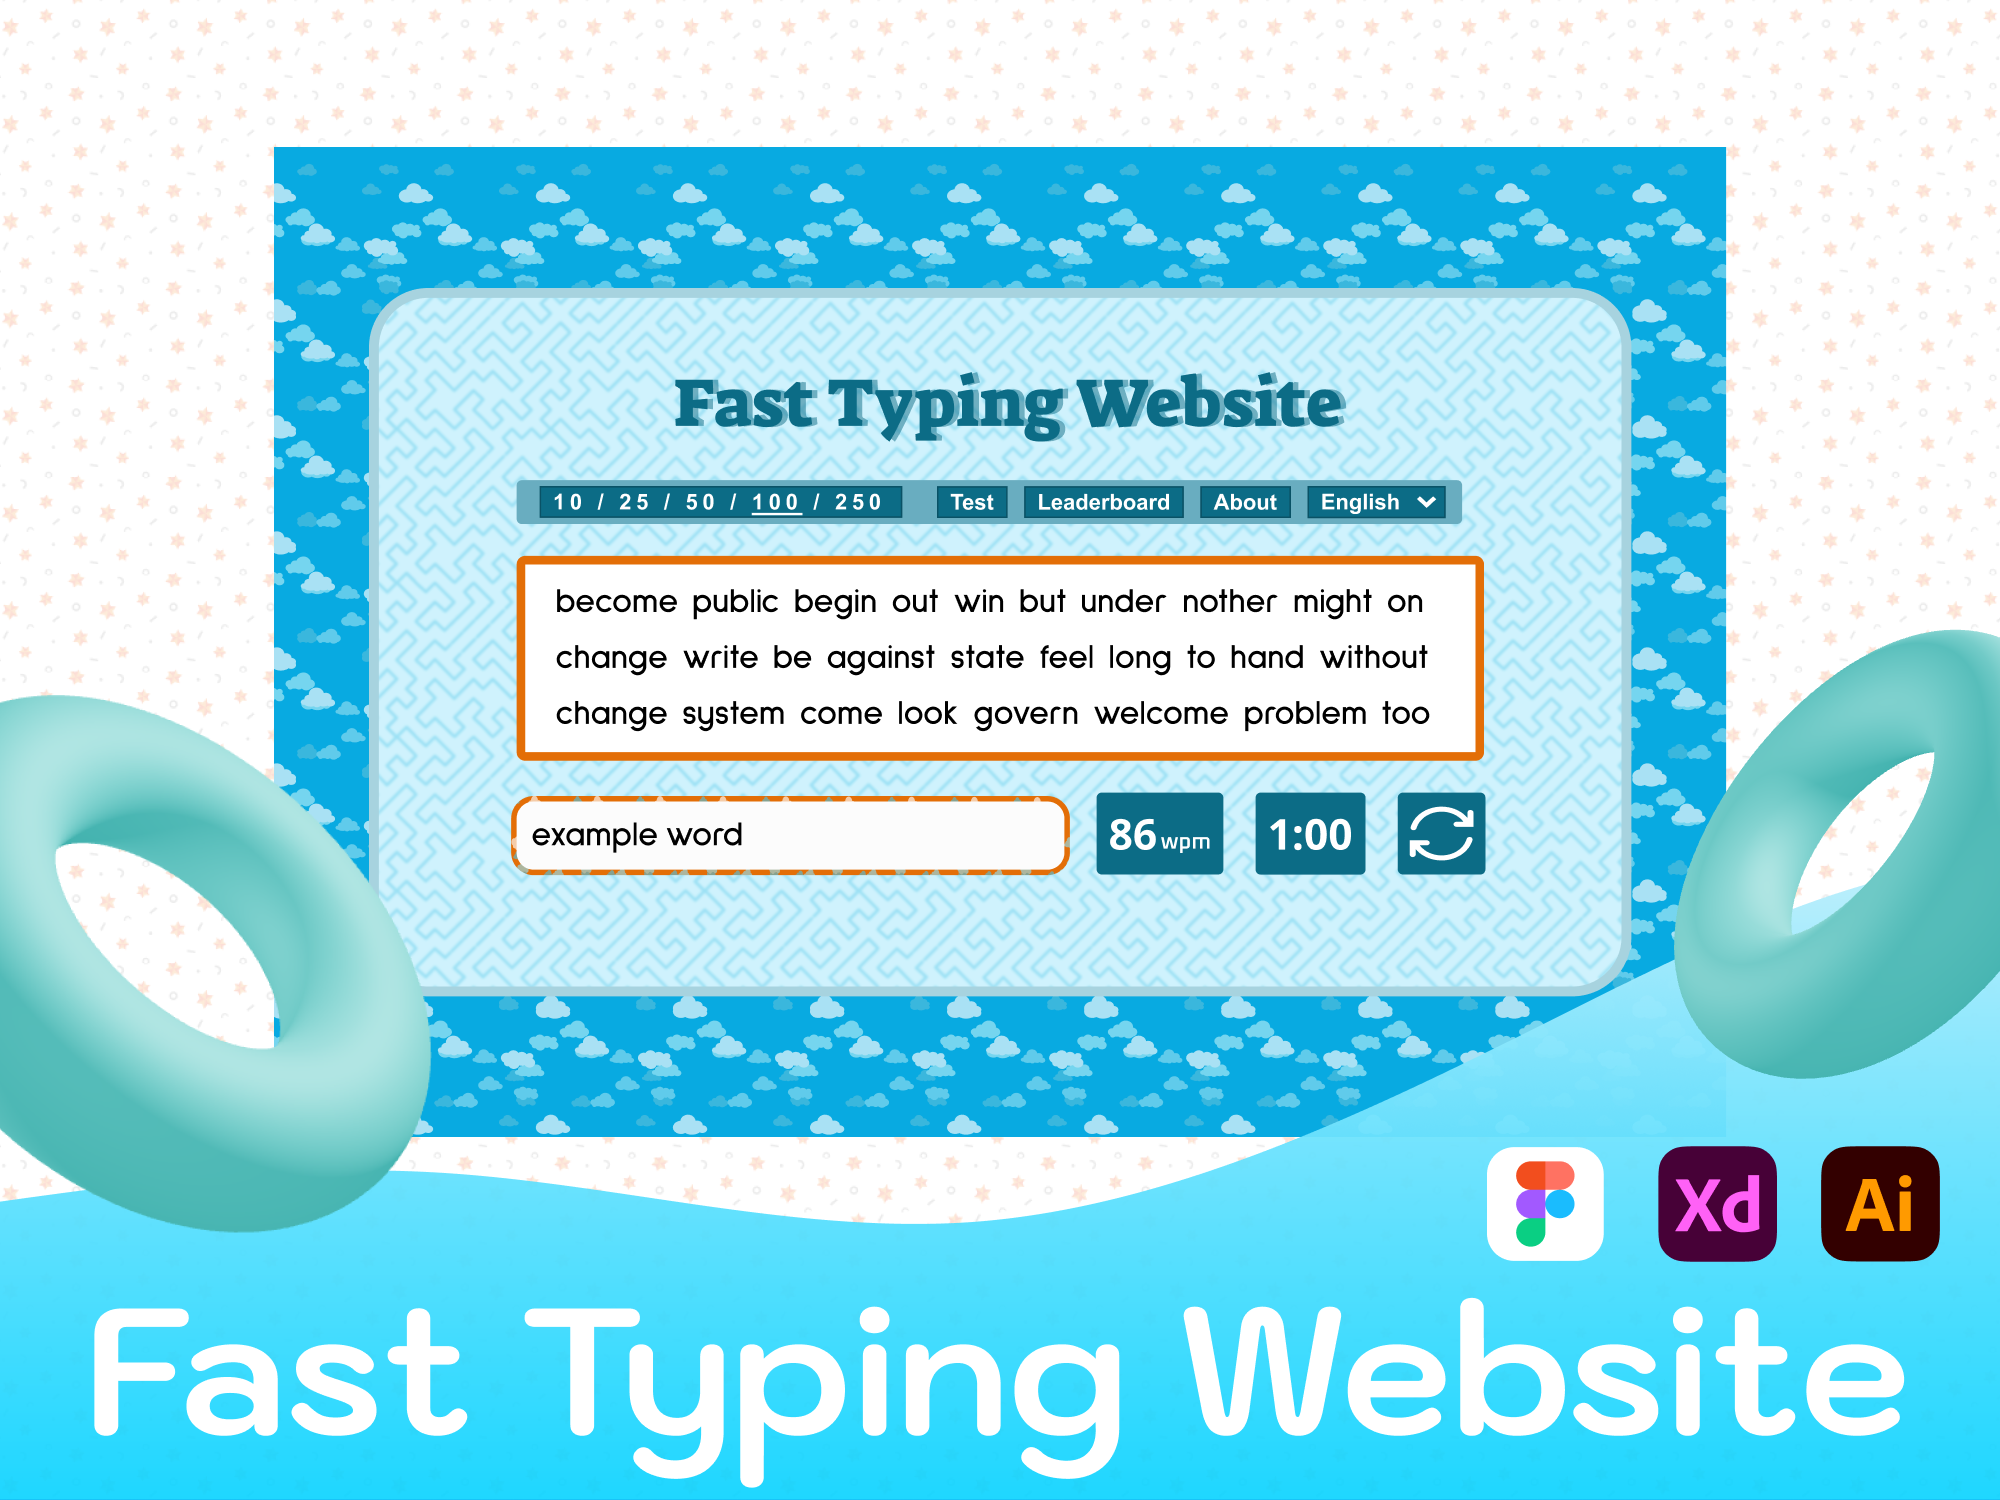 Fast Typing Website
10 / 25 / 50 / 100 / 250 Test Leaderboard About English
become public begin out win but under nother might on
change write be against state feel long to hand without
change system come look govern welcome problem too
example word 86 wpm 1:00
Xd Ai
Fast Typing Website